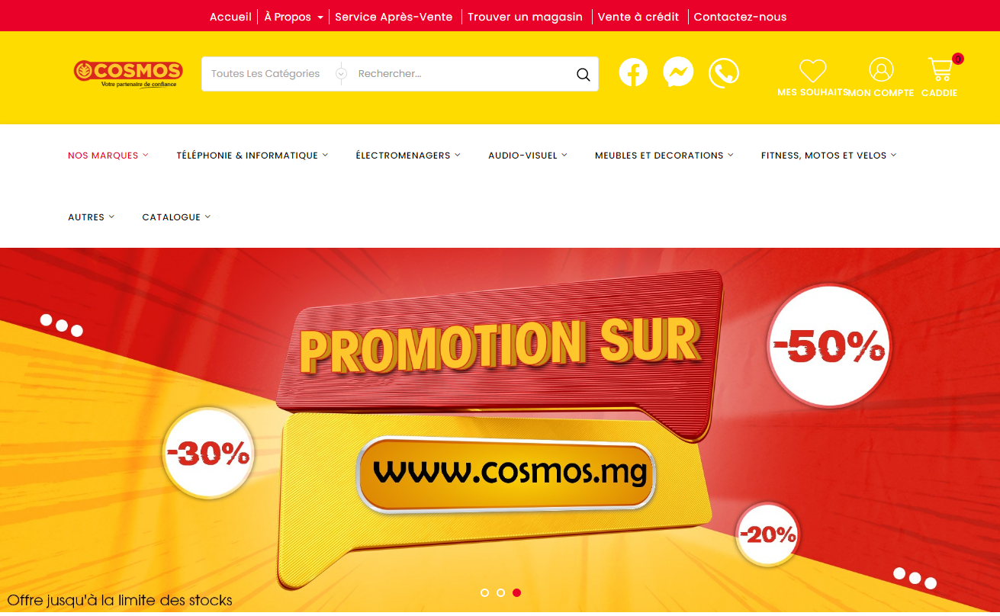 Accueil À Propos Service Après-Vente Trouver un magasin Vente à crédit Contactez-nous
COSMOS
Votre partenaire de confiance
Toutes Les Catégories Rechercher...
0
MES SOUHAITS MON COMPTE CADDIE
NOS MARQUES TÉLÉPHONIE & INFORMATIQUE ÉLECTROMENAGERS AUDIO-VISUEL MEUBLES ET DECORATIONS FITNESS, MOTOS ET VELOS
AUTRES CATALOGUE
PROMOTION SUR
-50%
-30%
www.cosmos.mg
-20%
Offre jusqu'à la limite des stocks